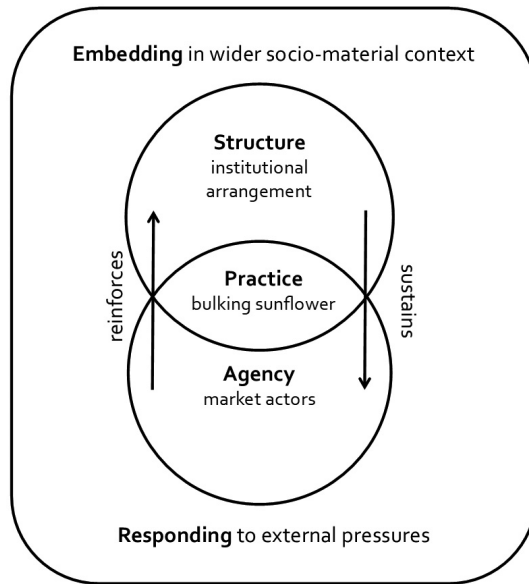 Embedding in wider socio-material context
Structure
institutional
arrangement
reinforces
sustains
Practice
bulking sunflower
Agency
market actors
Responding to external pressures